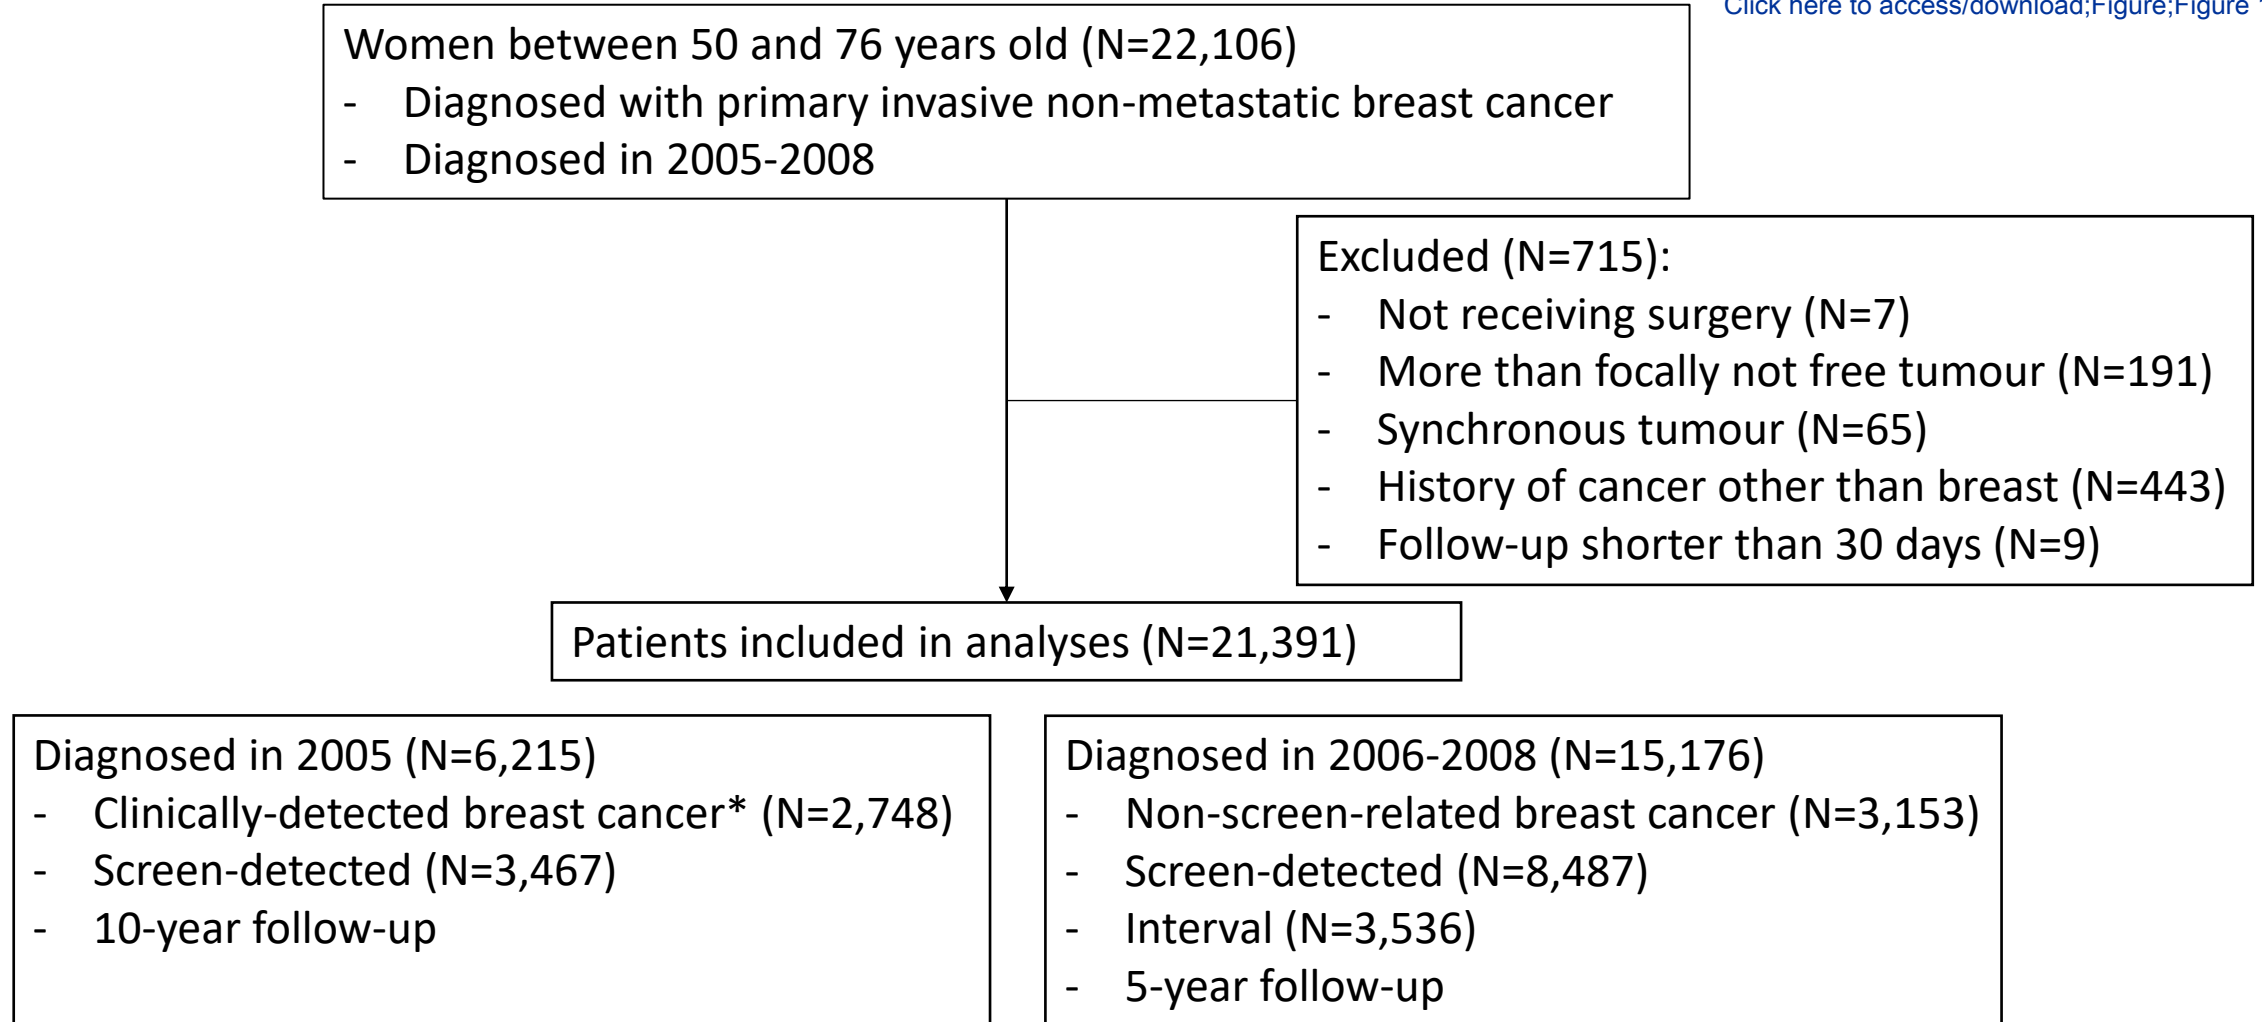 Click here to access/download;Figure;Figure
Women between 50 and 76 years old (N=22,106)
- Diagnosed with primary invasive non-metastatic breast cancer
- Diagnosed in 2005-2008
Excluded (N=715):
- Not receiving surgery (N=7)
- More than focally not free tumour (N=191)
- Synchronous tumour (N=65)
- History of cancer other than breast (N=443)
- Follow-up shorter than 30 days (N=9)
Patients included in analyses (N=21,391)
Diagnosed in 2005 (N=6,215)
- Clinically-detected breast cancer* (N=2,748)
- Screen-detected (N=3,467)
- 10-year follow-up
Diagnosed in 2006-2008 (N=15,176)
- Non-screen-related breast cancer (N=3,153)
- Screen-detected (N=8,487)
- Interval (N=3,536)
- 5-year follow-up